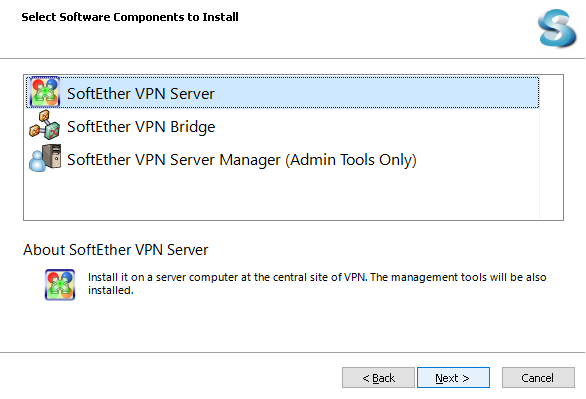 Select Software Components to Install
SoftEther VPN Server
SoftEther VPN Bridge
SoftEther VPN Server Manager (Admin Tools Only)
About SoftEther VPN Server
Install it on a server computer at the central site of VPN. The management tools will be also
installed.
< Back
Next >
Cancel